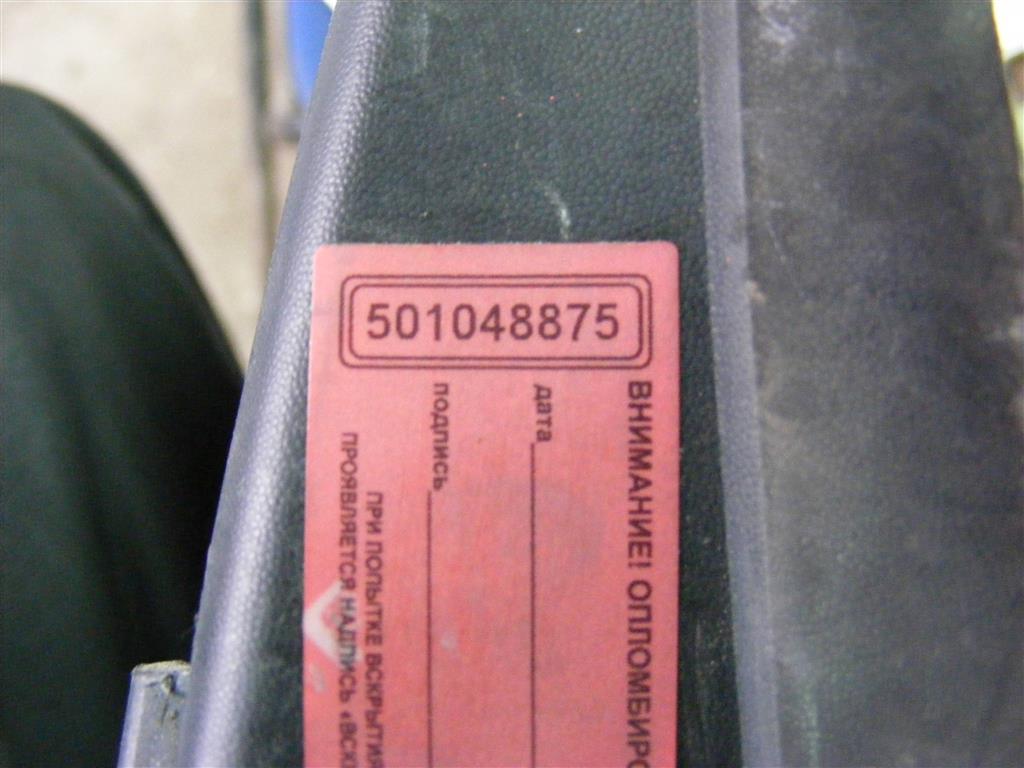 501048875
ВНИМАНИЕ! ОПЛОМБИРО
дата
подпись
ПРИ ПОПЫТКЕ ВСКРЫТИЯ
ПРОЯВЛЯЕТСЯ НАДПИСЬ «ВСК